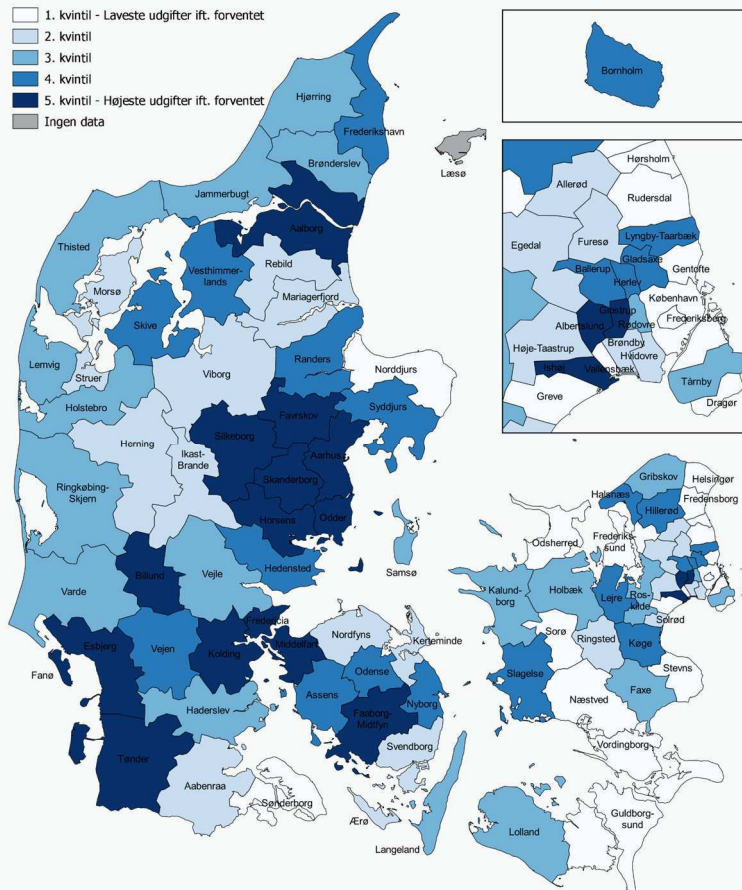 1. kvintil - Laveste udgifter ift. forventet
2. kvintil
3. kvintil
4. kvintil
5. kvintil - Højeste udgifter ift. forventet
Ingen data
Hjørring
Frederikshavn
Brønderslev
Læsø
Jammerbugt
Aalborg
Thisted
Vesthimmer-
lands
Rebild
Morsø
Mariagerfjord
Skive
Lemvig
Struer
Viborg
Randers
Norddjurs
Holstebro
Favrskov
Syddjurs
Silkeborg
Aarhus
Herning
Ikast-
Brande
Skanderborg
Ringkøbing-
Skjern
Horsens
Odder
Samsø
Billund
Vejle
Hedensted
Varde
Esbjerg
Fanø
Vejen
Kolding
Fredericia
Middelfart
Nordfyns
Kerteminde
Assens
Odense
Nyborg
Haderslev
Faaborg-
Midtfyn
Svendborg
Tønder
Aabenraa
Sønderborg
Ærø
Langeland
Bornholm
Hørsholm
Allerød
Rudersdal
Egedal
Furesø
Lyngby-Taarbæk
Gladsaxe
Ballerup
Herlev
Gentofte
København
Glostrup
Frederiksberg
Albertslund
Rødovre
Høje-Taastrup
Brøndby
Hvidovre
Ishøj
Vallensbæk
Tårnby
Greve
Dragør
Gribskov
Helsingør
Halsnæs
Hillerød
Fredensborg
Odsherred
Frederiks-
sund
Kalund-
borg
Holbæk
Lejre
Ros-
kilde
Solrød
Sorø
Ringsted
Køge
Slagelse
Stevns
Næstved
Faxe
Vordingborg
Lolland
Guldborg-
sund